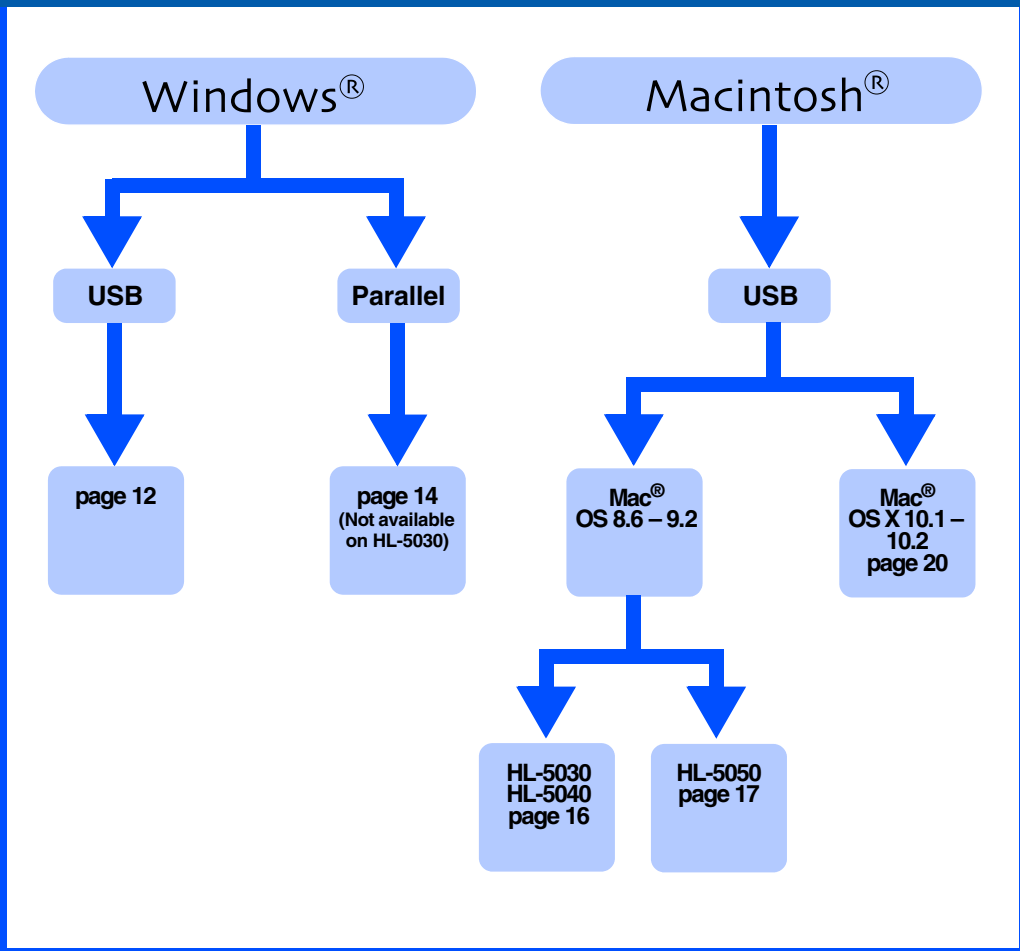 Windows®
Macintosh®
USB
Parallel
USB
page 12
page 14
(Not available
on HL-5030)
Mac®
OS 8.6 – 9.2
Mac®
OS X 10.1 –
10.2
page 20
HL-5030
HL-5040
page 16
HL-5050
page 17